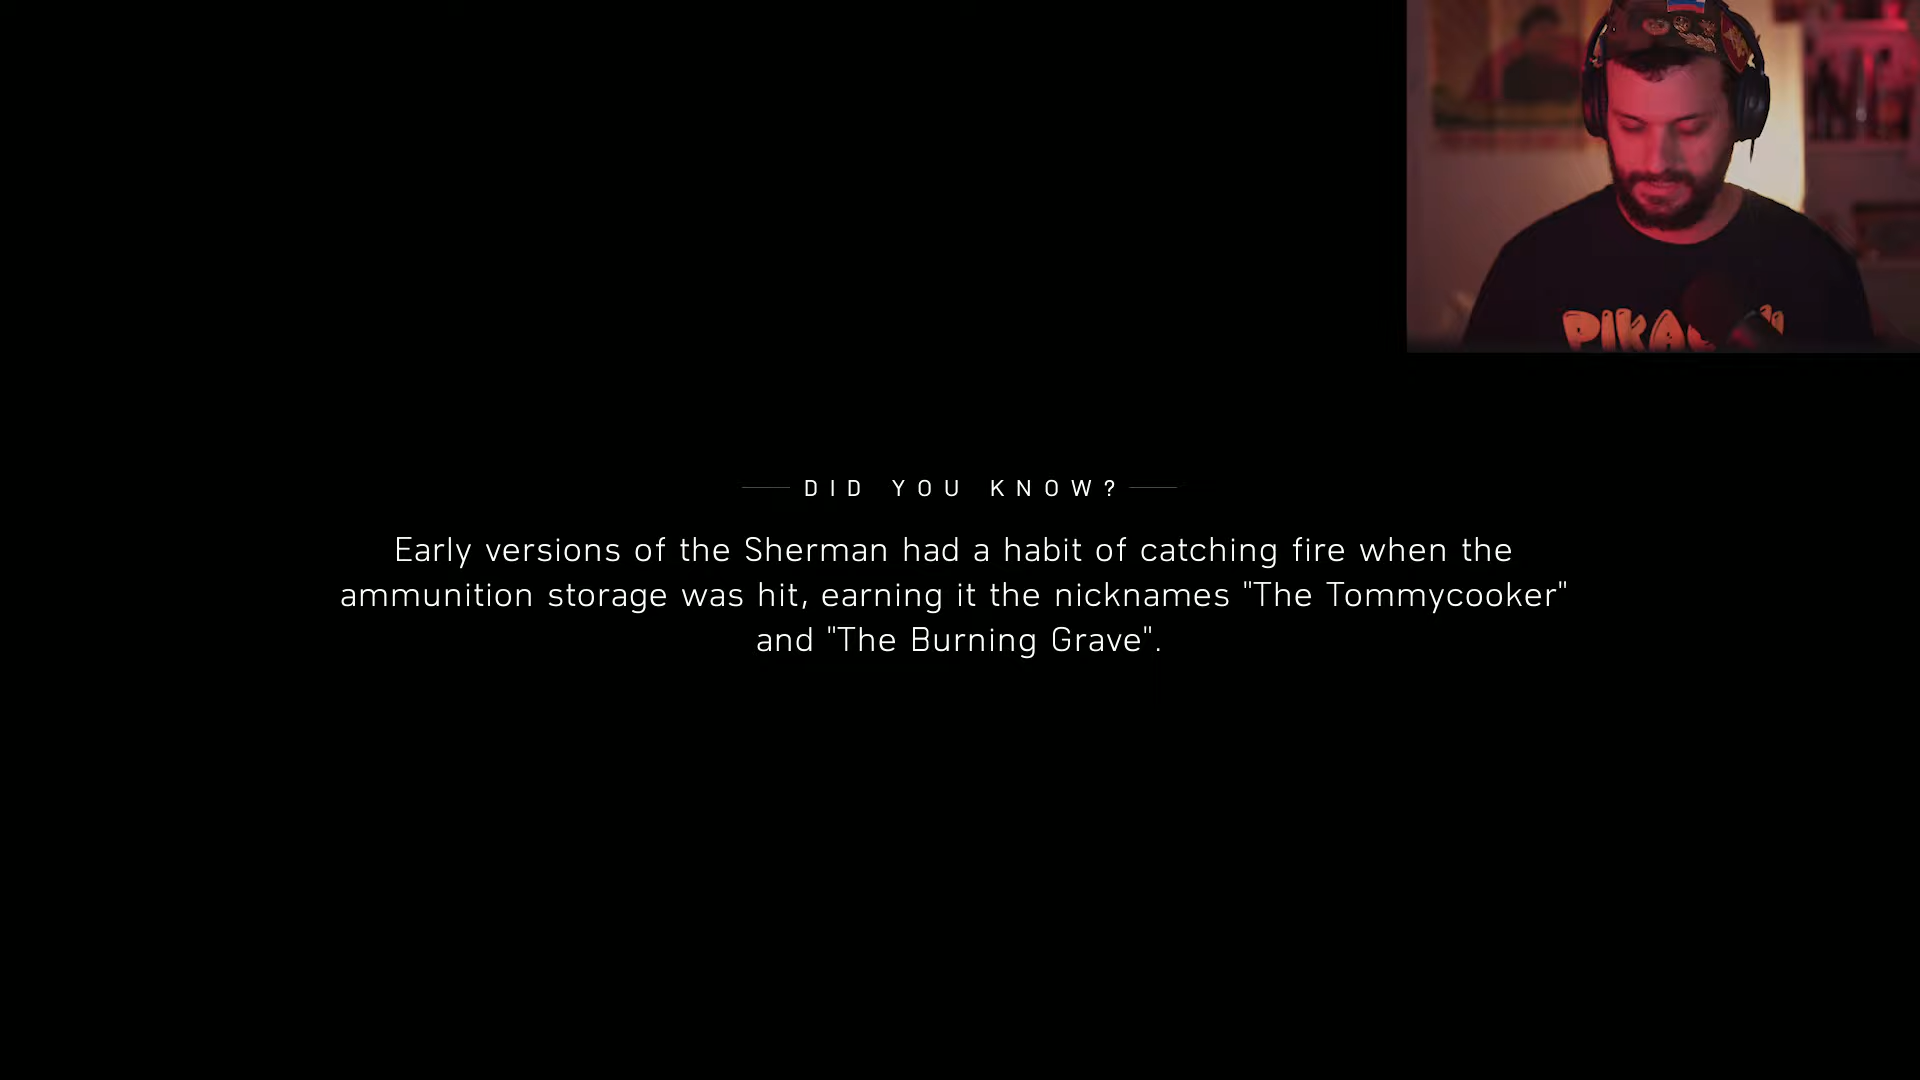 DID YOU KNOW?
Early versions of the Sherman had a habit of catching fire when the
ammunition storage was hit, earning it the nicknames "The Tommycooker"
and "The Burning Grave".